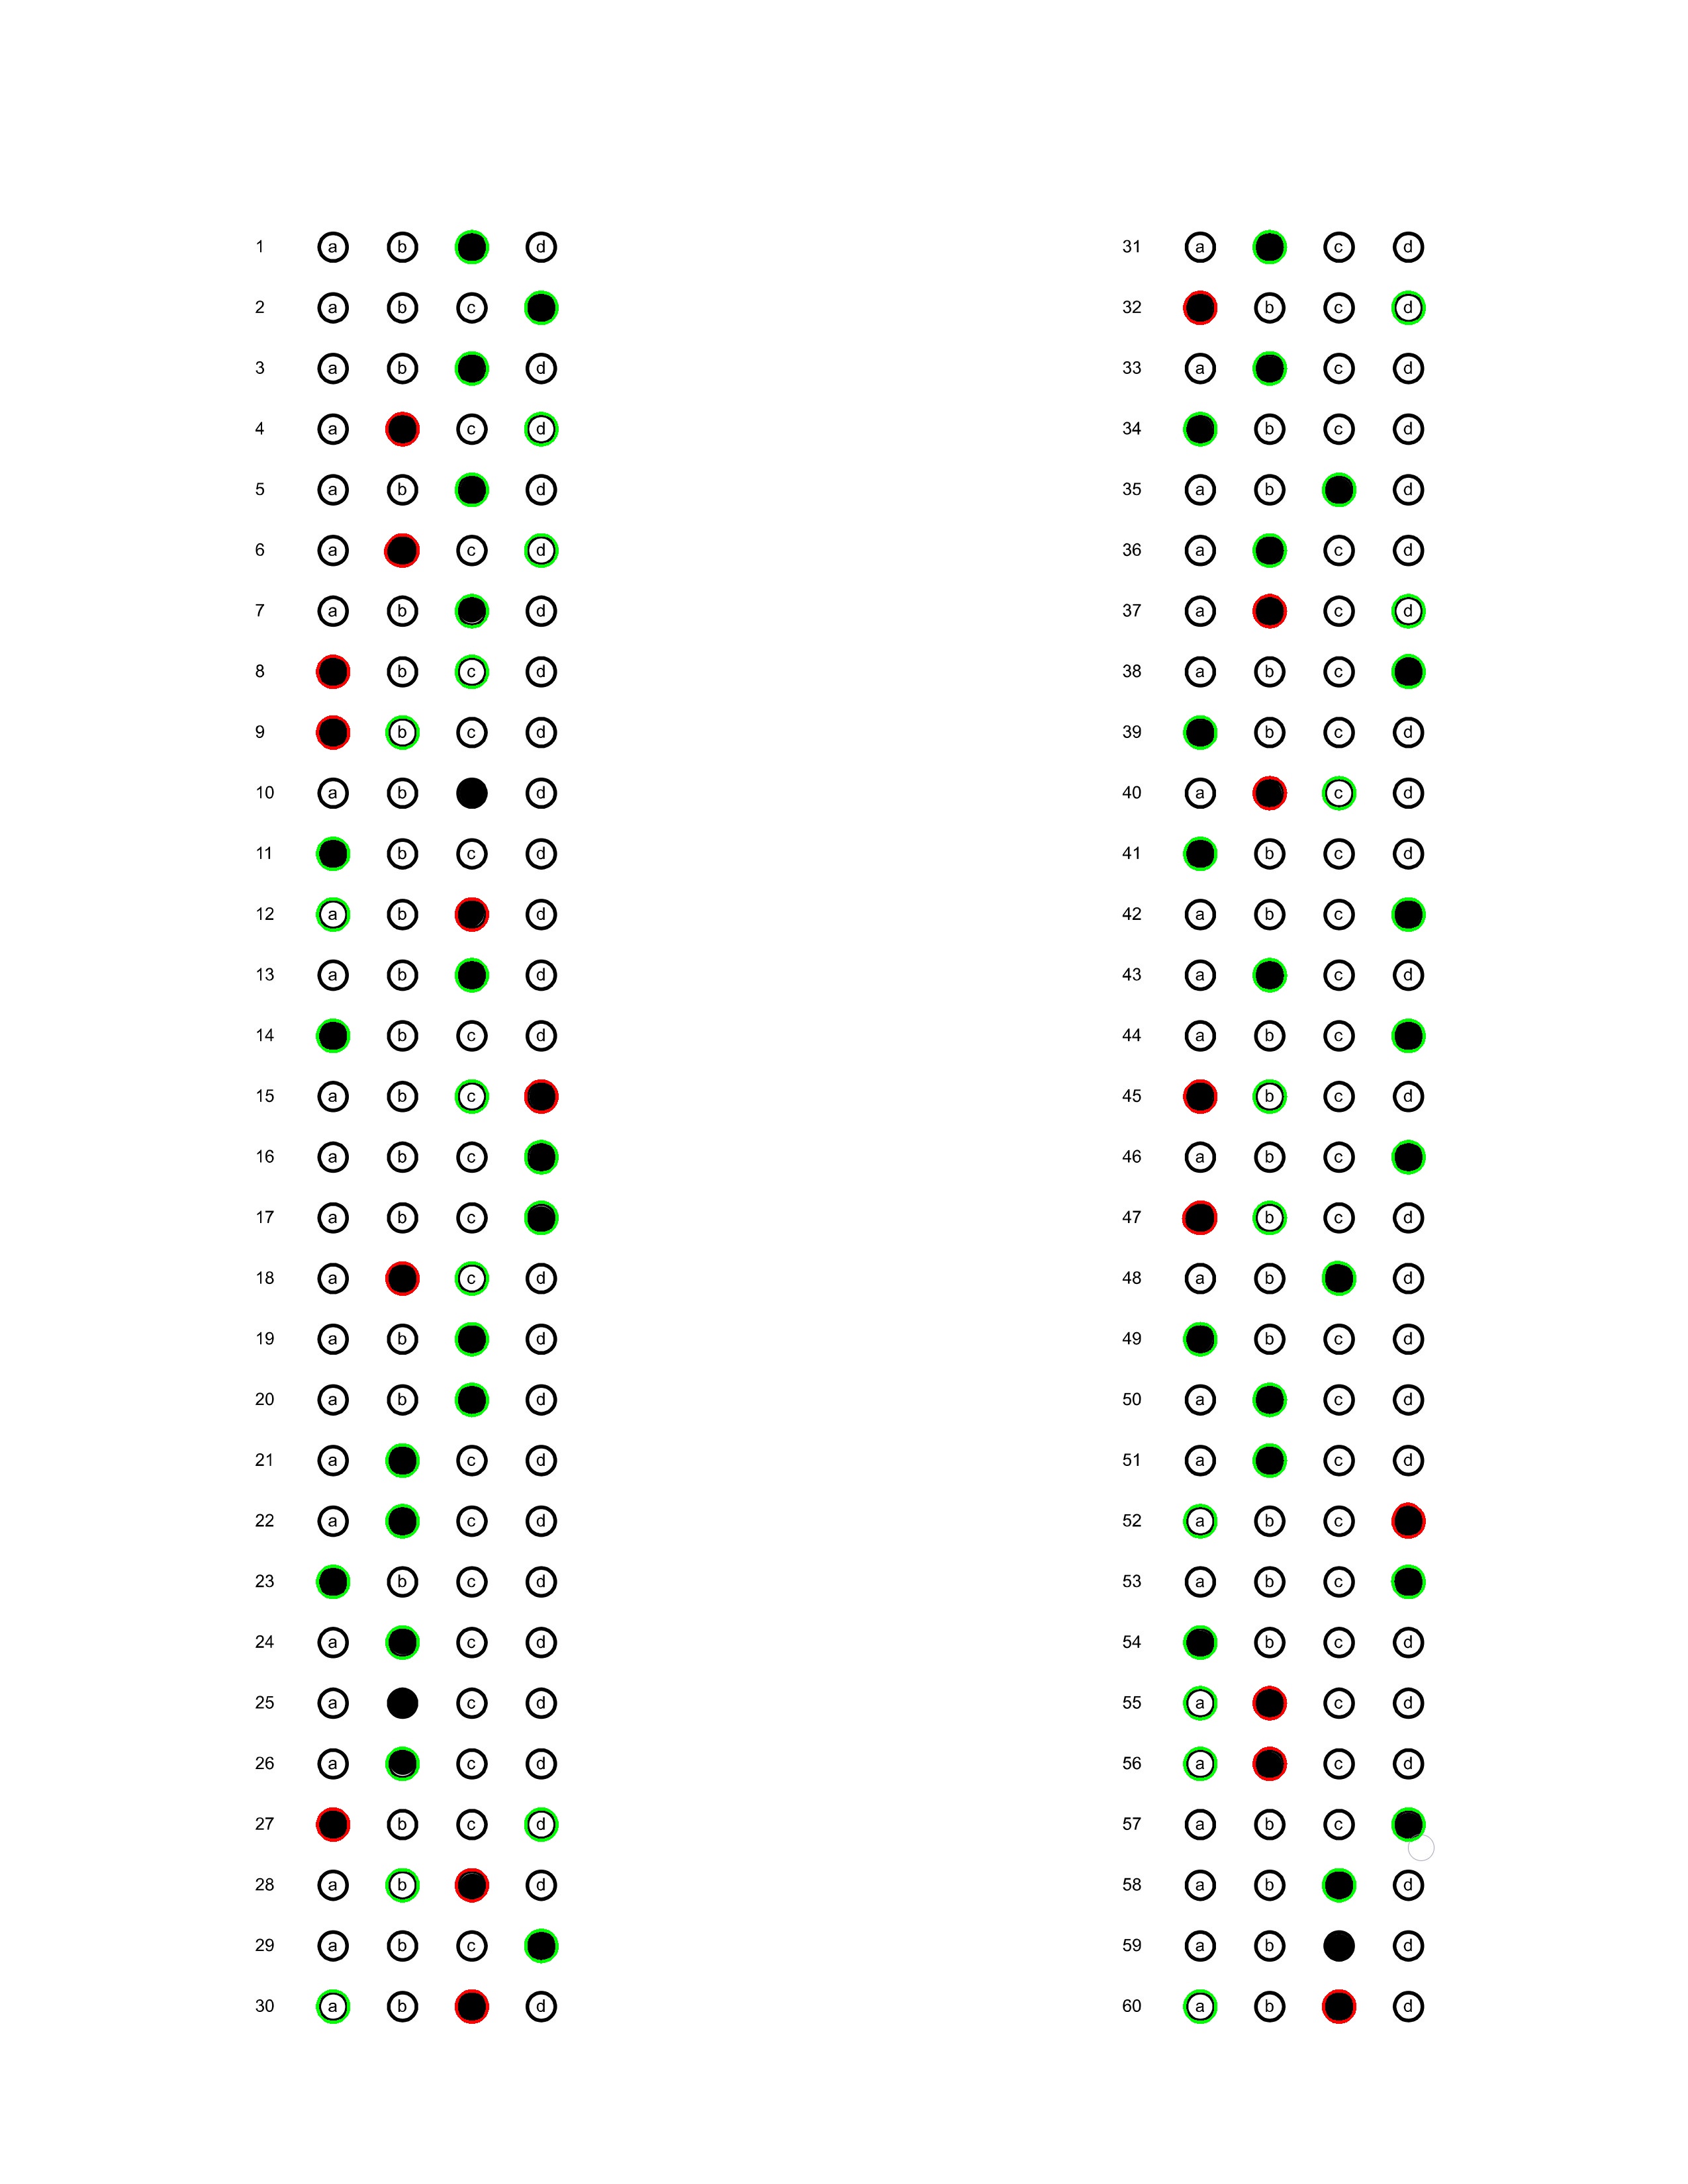 1 a b d
2 a b c
3 a b d
4 a c d
5 a b d
6 a c d
7 a b d
8 b c d
9 b c d
10 a b d
11 b c d
12 a b d
13 a b d
14 b c d
15 a b c
16 a b c
17 a b c
18 a c d
19 a b d
20 a b d
21 a c d
22 a c d
23 b c d
24 a c d
25 a c d
26 a c d
27 b c d
28 a b d
29 a b c
30 a b d
31 a c d
32 b c d
33 a c d
34 b c d
35 a b d
36 a c d
37 a c d
38 a b c
39 b c d
40 a c d
41 b c d
42 a b c
43 a c d
44 a b c
45 b c d
46 a b c
47 b c d
48 a b d
49 b c d
50 a c d
51 a c d
52 a b c
53 a b c
54 b c d
55 a c d
56 a c d
57 a b c
58 a b d
59 a b d
60 a b d